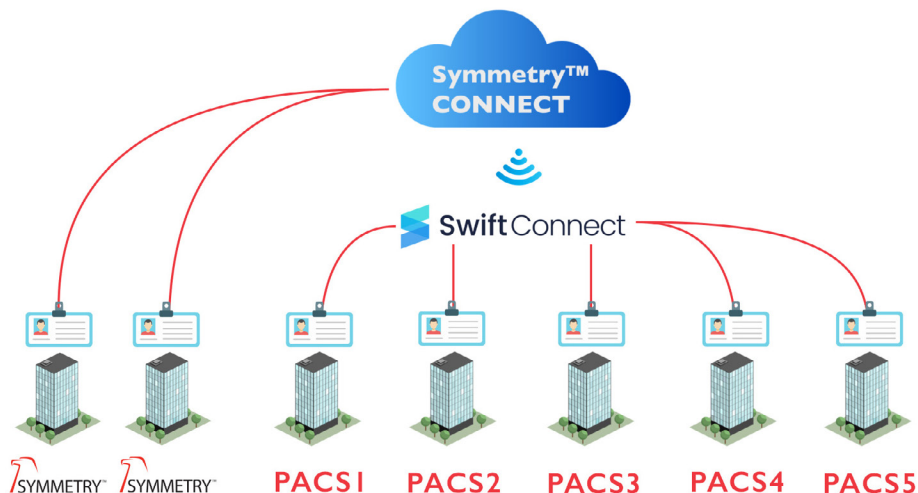 Symmetry™
CONNECT
SwiftConnect
SYMMETRY™
SYMMETRY™
PACS1
PACS2
PACS3
PACS4
PACS5